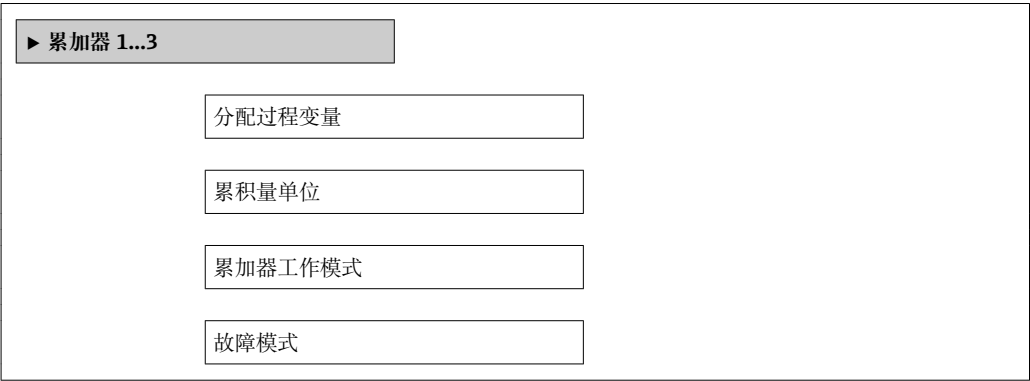 ▶ 累加器 1...3
分配过程变量
累积量单位
累加器工作模式
故障模式